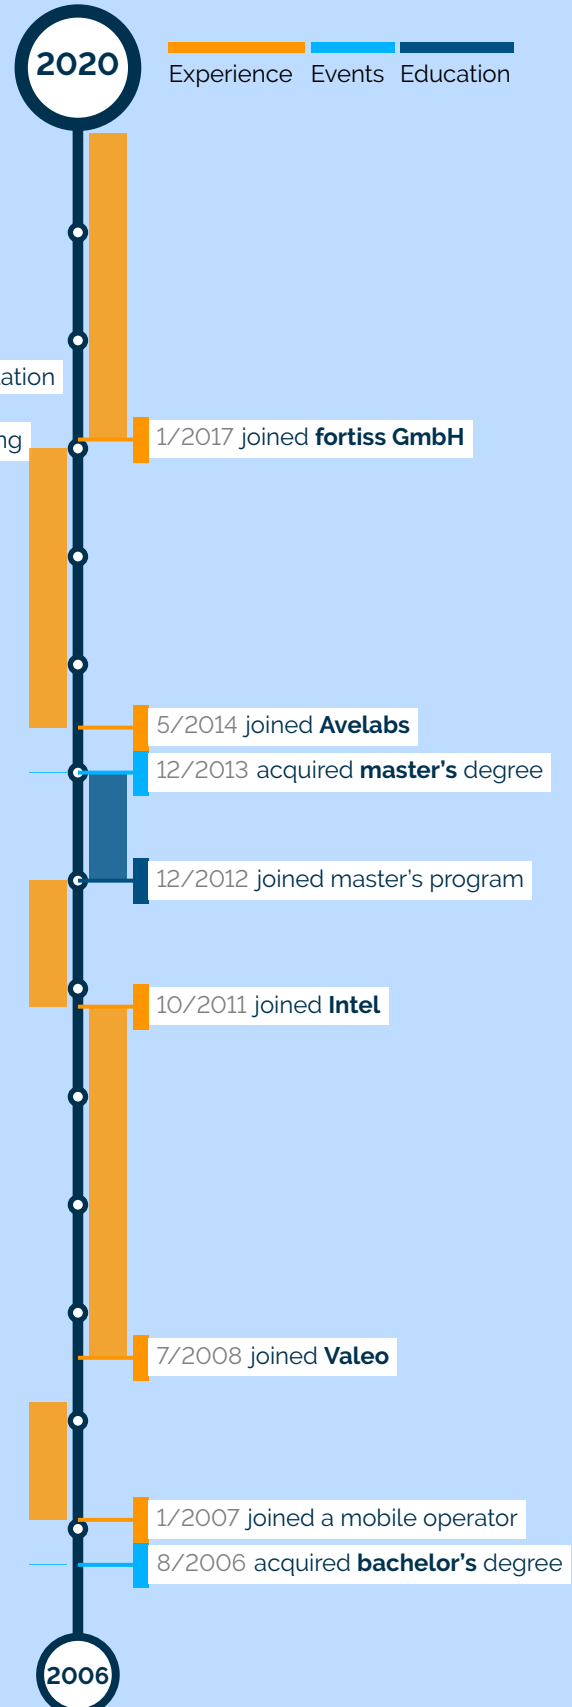 2020
Experience Events Education
ation
ng
1/2017 joined fortiss GmbH
5/2014 joined Avelabs
12/2013 acquired master's degree
12/2012 joined master's program
10/2011 joined Intel
7/2008 joined Valeo
1/2007 joined a mobile operator
8/2006 acquired bachelor's degree
2006